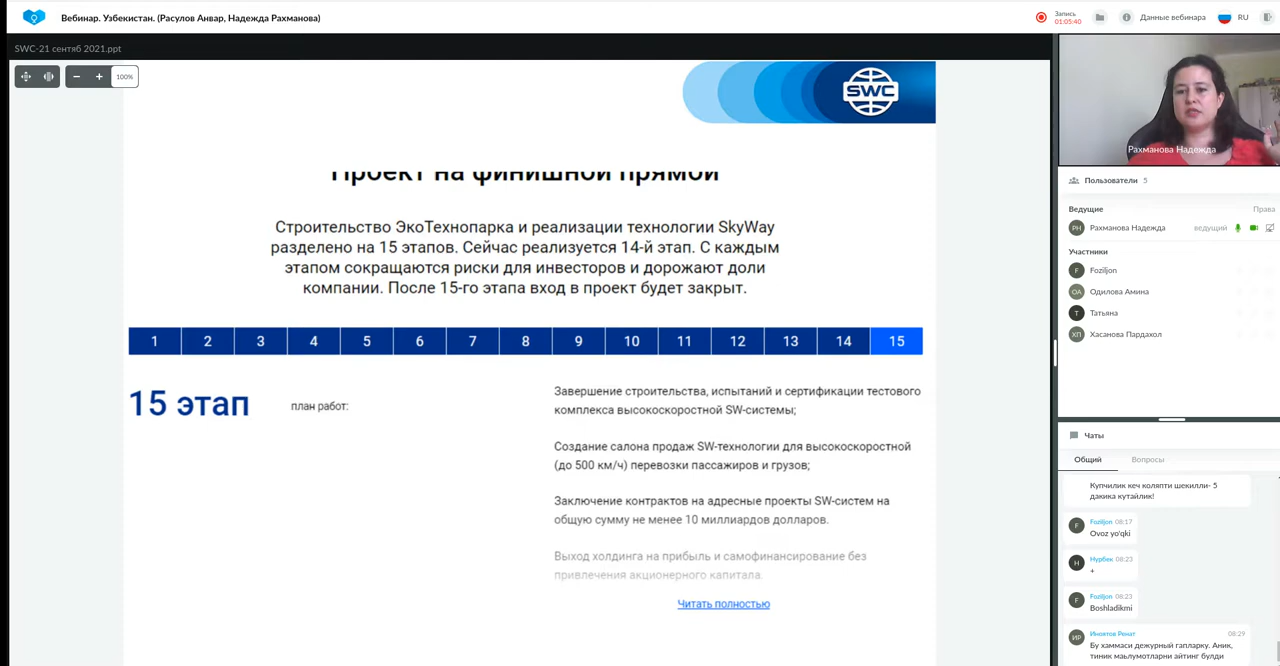 Вебинар. Узбекистан. (Расулов Анвар, Надежда Рахманова)
Запись
01:05:40
Данные вебинара
RU
SWC-21 сентяб 2021.ppt
100%
SWC
Проект на финишной прямой
Строительство ЭкоТехнопарка и реализации технологии SkyWay
разделено на 15 этапов. Сейчас реализуется 14-й этап. С каждым
этапом сокращаются риски для инвесторов и дорожают доли
компании. После 15-го этапа вход в проект будет закрыт.
1 2 3 4 5 6 7 8 9 10 11 12 13 14 15
15 этап
план работ:
Завершение строительства, испытаний и сертификации тестового
комплекса высокоскоростной SW-системы;
Создание салона продаж SW-технологии для высокоскоростной
(до 500 км/ч) перевозки пассажиров и грузов;
Заключение контрактов на адресные проекты SW-систем на
общую сумму не менее 10 миллиардов долларов.
Выход холдинга на прибыль и самофинансирование без
привлечения акционерного капитала.
Читать полностью
Рахманова Надежда
Пользователи 5
Ведущие Права
РН Рахманова Надежда ведущий
Участники
F Foziljon
ОА Одилова Амина
Т Татьяна
ХП Хасанова Пардахол
Чаты
Общий Вопросы
Купчилик кеч коляпти шекилли- 5
дакика кутайлик!
F Foziljon 08:17
Ovoz yo'qki
Н Нурбек 08:23
+
F Foziljon 08:23
Boshladikmi
ИР Иноятов Ренат 08:29
Бу хаммаси дежурный гапларку. Аник,
тиник маьлумотларни айтинг булди